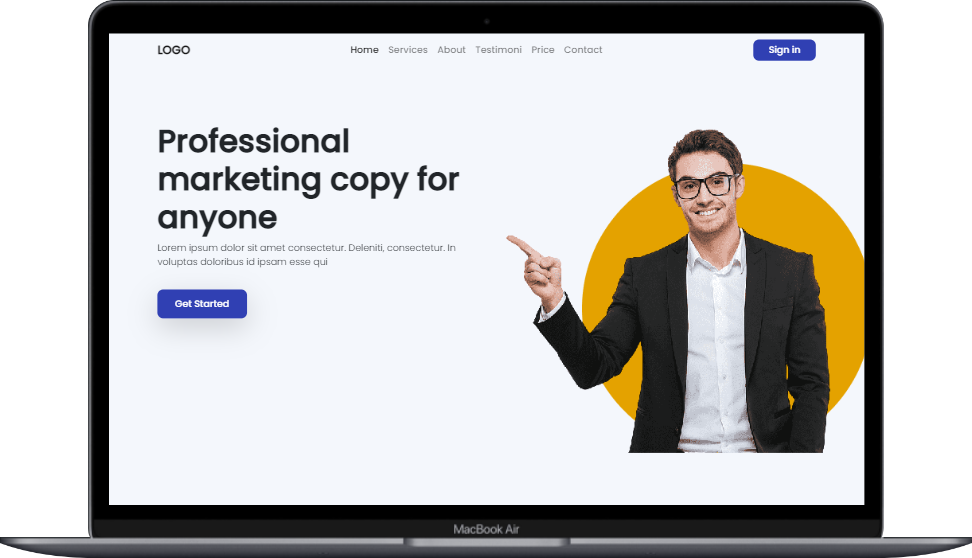 LOGO
Home Services About Testimoni Price Contact
Sign in
Professional
marketing copy for
anyone
Lorem ipsum dolor sit amet consectetur. Deleniti, consectetur. In
voluptas doloribus id ipsam esse qui
Get Started
MacBook Air